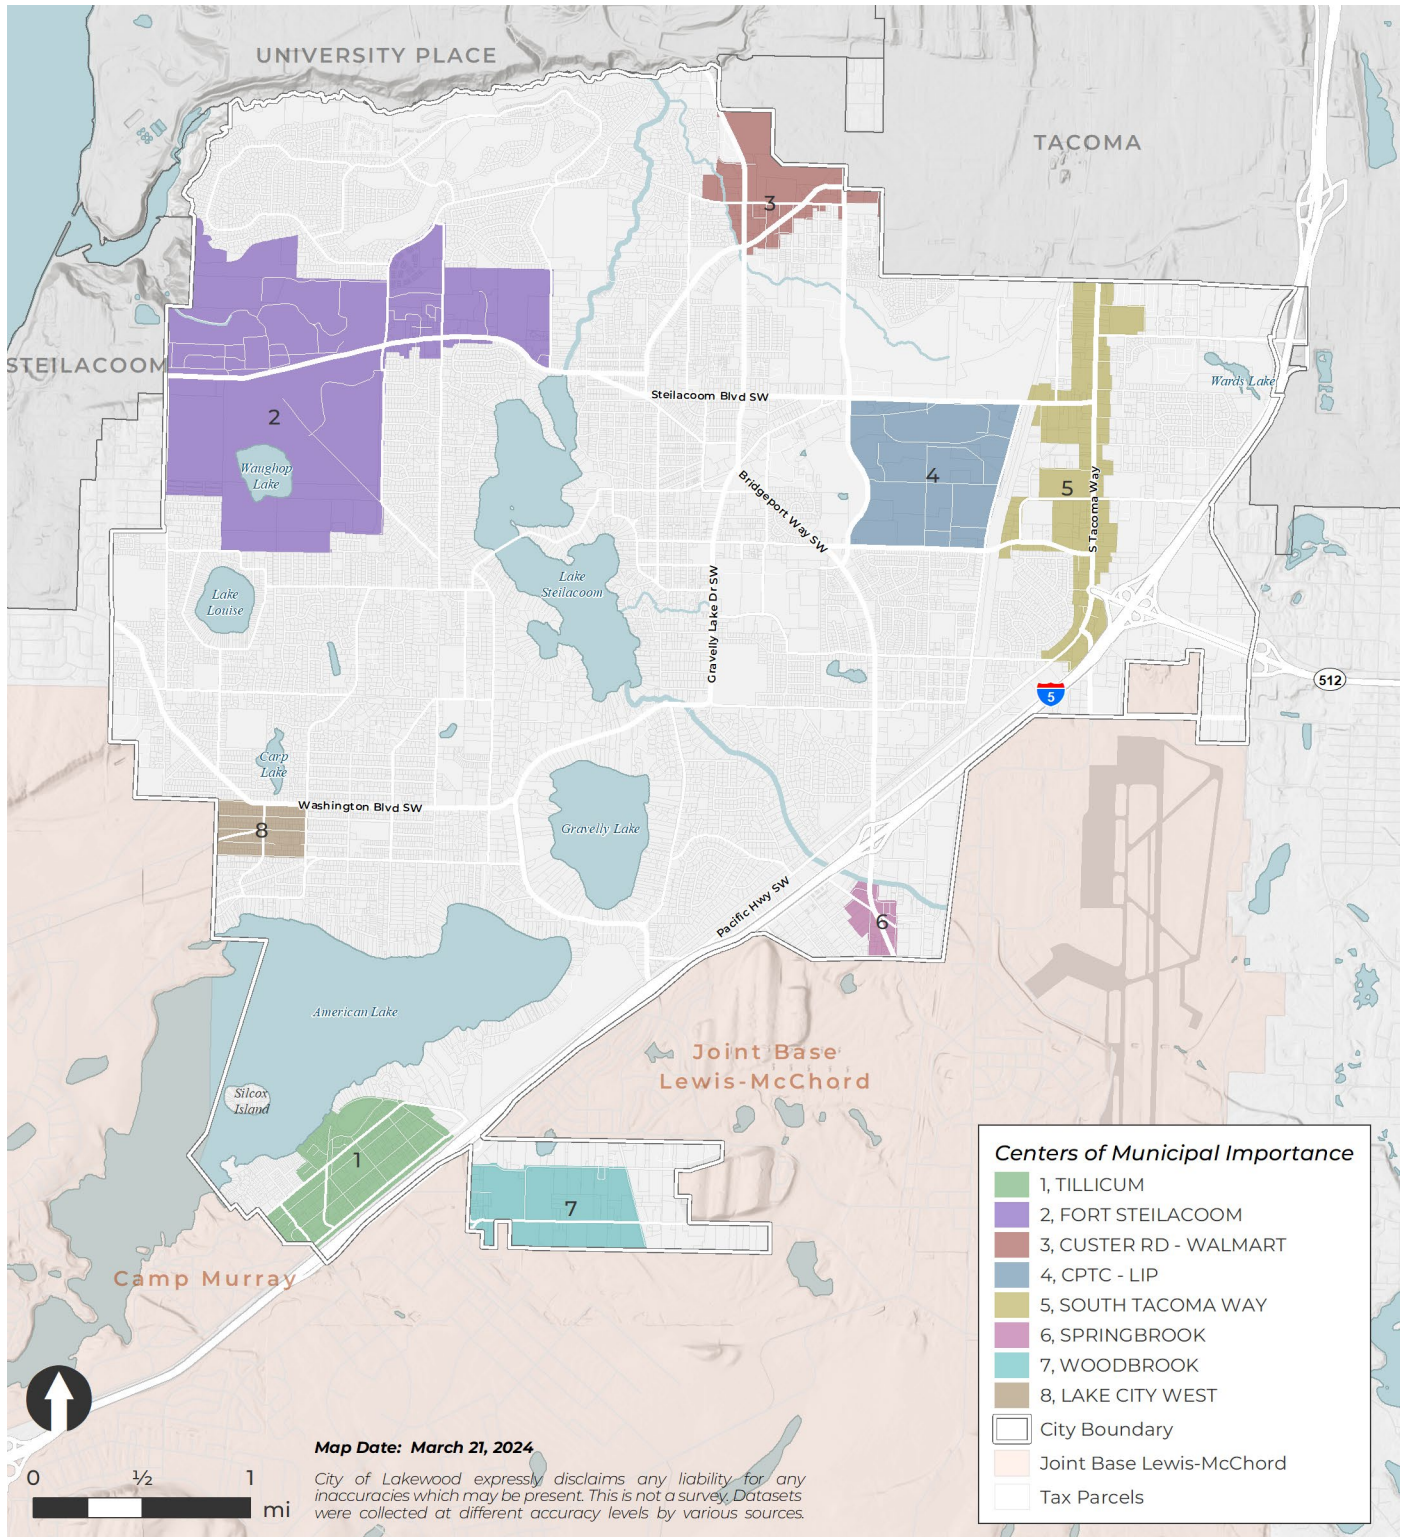 UNIVERSITY PLACE
TACOMA
3
STEILACOOM
Wards Lake
Steilacoom Blvd SW
2
Waughop
Lake
4
5
S Tacoma Way
Bridgeport Way SW
Lake
Steilacoom
Lake
Louise
Gravelly Lake Dr SW
512
5
Carp
Lake
Washington Blvd SW
8
Gravelly Lake
Pacific Hwy SW
6
American Lake
Joint Base
Lewis-McChord
Silcox
Island
1
7
Camp Murray
Centers of Municipal Importance
1, TILLICUM
2, FORT STEILACOOM
3, CUSTER RD - WALMART
4, CPTC - LIP
5, SOUTH TACOMA WAY
6, SPRINGBROOK
7, WOODBROOK
8, LAKE CITY WEST
City Boundary
Joint Base Lewis-McChord
Tax Parcels
0 ½ 1
mi
Map Date: March 21, 2024
City of Lakewood expressly disclaims any liability for any
inaccuracies which may be present. This is not a survey. Datasets
were collected at different accuracy levels by various sources.